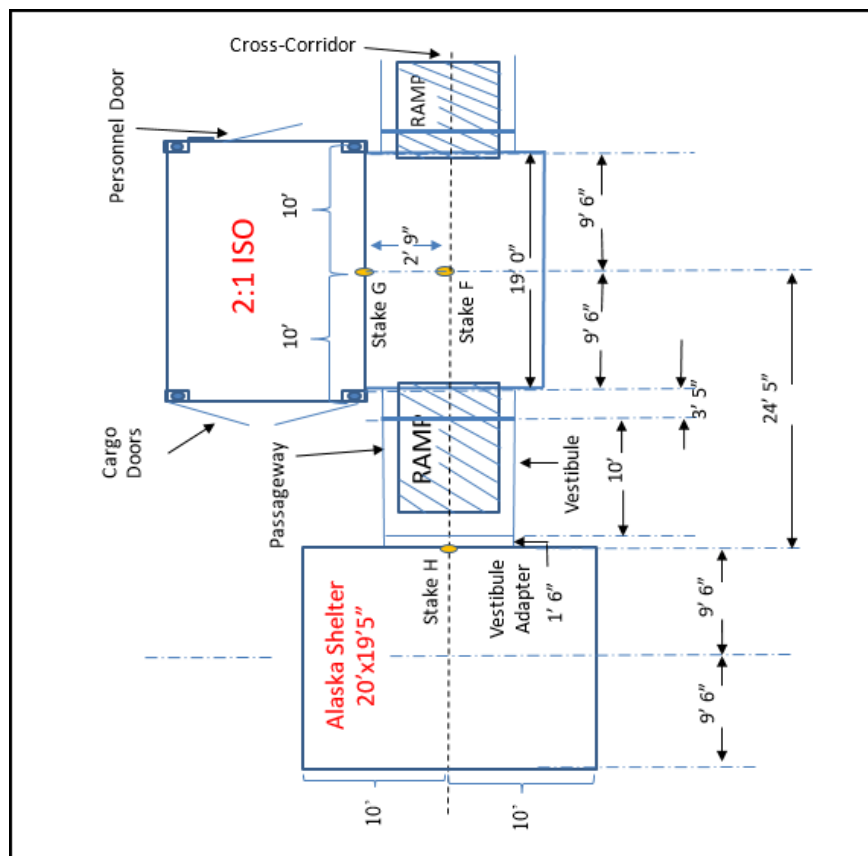 Cross-Corridor
Personnel Door
RAMP
10’
10’
2:1 ISO
2’ 9”
Stake G
Stake F
19’ 0”
9’ 6”
9’ 6”
3’ 5”
24’ 5”
Cargo
Doors
Passageway
RAMP
Vestibule
10’
Stake H
Vestibule
Adapter
1’ 6”
Alaska Shelter
20’x19’5”
9’ 6”
9’ 6”
10’
10’